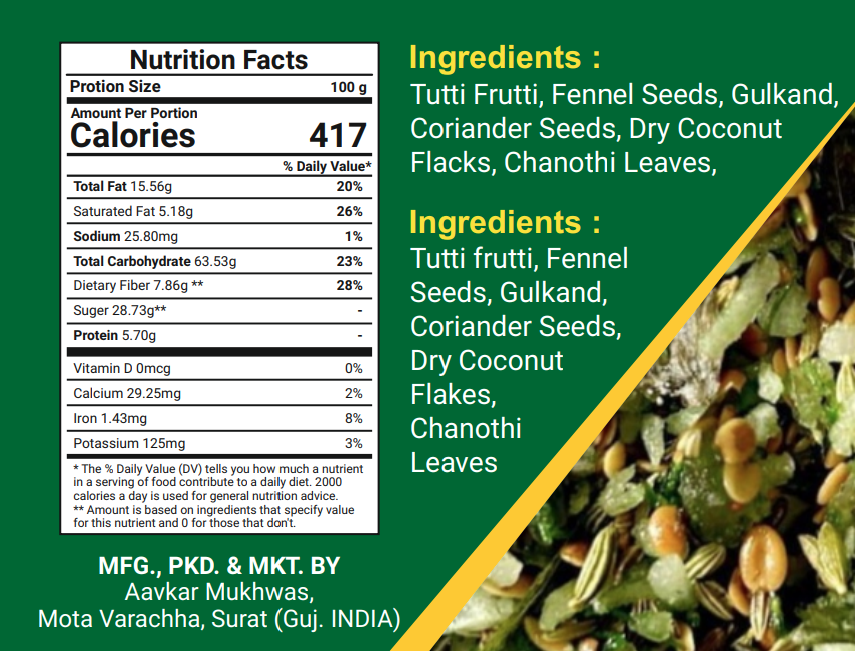 Nutrition Facts
Protion Size 100 g
Amount Per Portion
Calories 417
% Daily Value*
Total Fat 15.56g 20%
Saturated Fat 5.18g 26%
Sodium 25.80mg 1%
Total Carbohydrate 63.53g 23%
Dietary Fiber 7.86g ** 28%
Suger 28.73g** -
Protein 5.70g -
Vitamin D 0mcg 0%
Calcium 29.25mg 2%
Iron 1.43mg 8%
Potassium 125mg 3%
* The % Daily Value (DV) tells you how much a nutrient
in a serving of food contribute to a daily diet. 2000
calories a day is used for general nutrition advice.
** Amount is based on ingredients that specify value
for this nutrient and 0 for those that don't.
MFG., PKD. & MKT. BY
Aavkar Mukhwas,
Mota Varachha, Surat (Guj. INDIA)
Ingredients :
Tutti Frutti, Fennel Seeds, Gulkand,
Coriander Seeds, Dry Coconut
Flacks, Chanothi Leaves,
Ingredients :
Tutti frutti, Fennel
Seeds, Gulkand,
Coriander Seeds,
Dry Coconut
Flakes,
Chanothi
Leaves